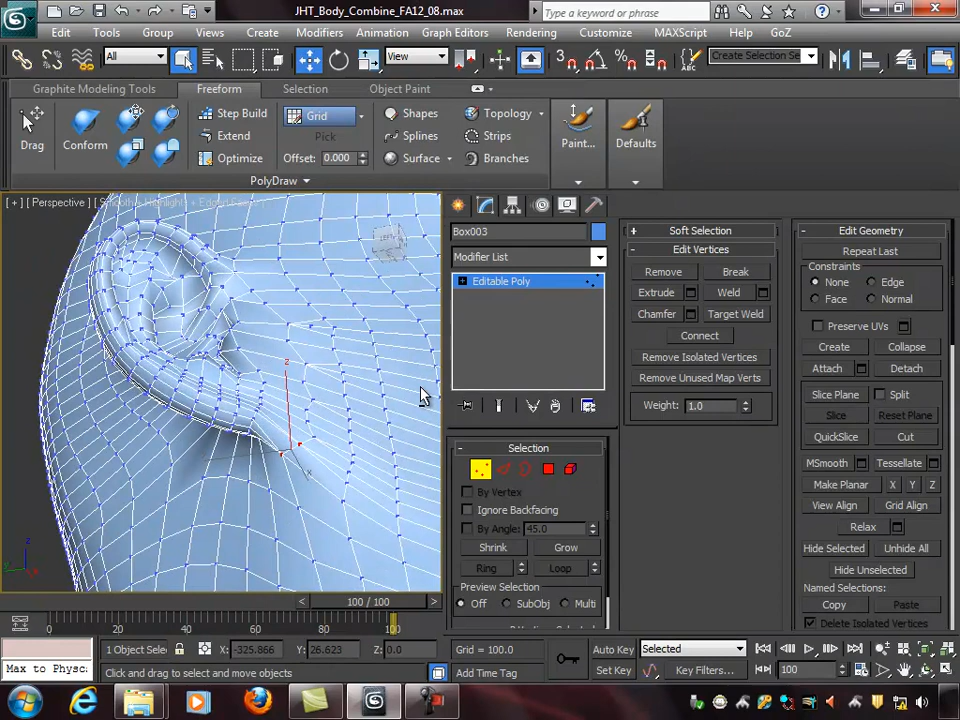 JHT_Body_Combine_FA12_08.max
Type a keyword or phrase
Edit Tools Group Views Create Modifiers Animation Graph Editors Rendering Customize MAXScript Help GoZ
All View 3 Create Selection Se
Graphite Modeling Tools Freeform Selection Object Paint
Drag Conform Step Build Grid Shapes Topology Paint... Defaults
Extend Pick Splines Strips
Optimize Offset: 0.000 Surface Branches
PolyDraw
[ + ] [ Perspective ] [ Smooth + Highlights + Edged Faces ]
Box003
Modifier List
Editable Poly
Selection
By Vertex
Ignore Backfacing
By Angle: 45.0
Shrink Grow
Ring Loop
Preview Selection
Off SubObj Multi
Soft Selection
Edit Vertices
Remove Break
Extrude Weld
Chamfer Target Weld
Connect
Remove Isolated Vertices
Remove Unused Map Verts
Weight: 1.0
Edit Geometry
Repeat Last
Constraints
None Edge
Face Normal
Preserve UVs
Create Collapse
Attach Detach
Slice Plane Split
Slice Reset Plane
QuickSlice Cut
MSmooth Tessellate
Make Planar X Y Z
View Align Grid Align
Relax
Hide Selected Unhide All
Hide Unselected
Named Selections:
Copy Paste
Delete Isolated Vertices
z
x
z
y
x
< 100 / 100 >
0 20 40 60 80 100
1 Object Selec X: -325.866 Y: 26.623 Z: 0.0 Grid = 100.0 Auto Key Selected
Max to Physc Click and drag to select and move objects Add Time Tag Set Key Key Filters... 100